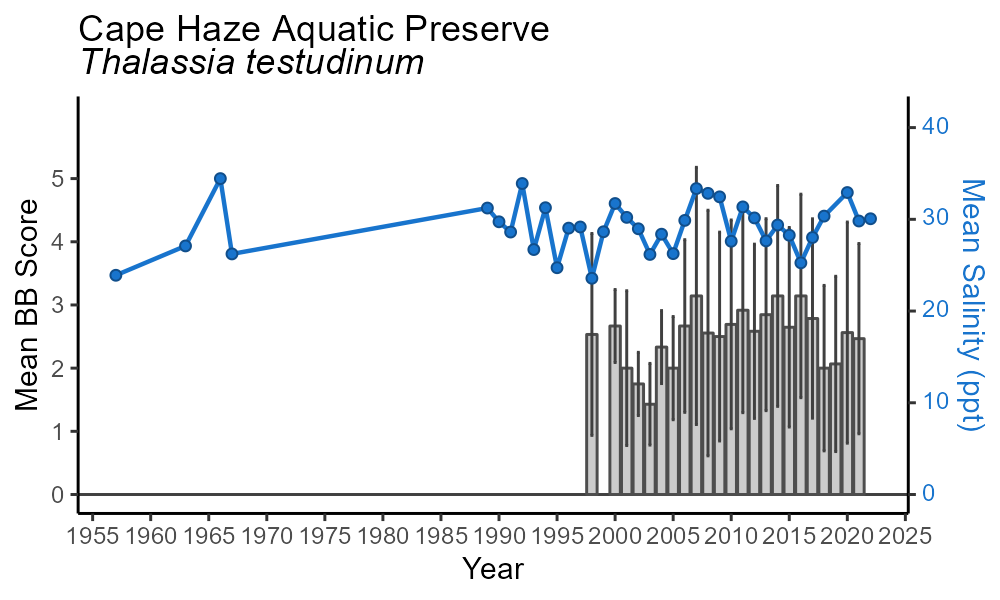 Cape Haze Aquatic Preserve
Thalassia testudinum
Mean BB Score
5
4
3
2
1
0
40
30
20
10
0
Mean Salinity (ppt)
1955 1960 1965 1970 1975 1980 1985 1990 1995 2000 2005 2010 2015 2020 2025
Year